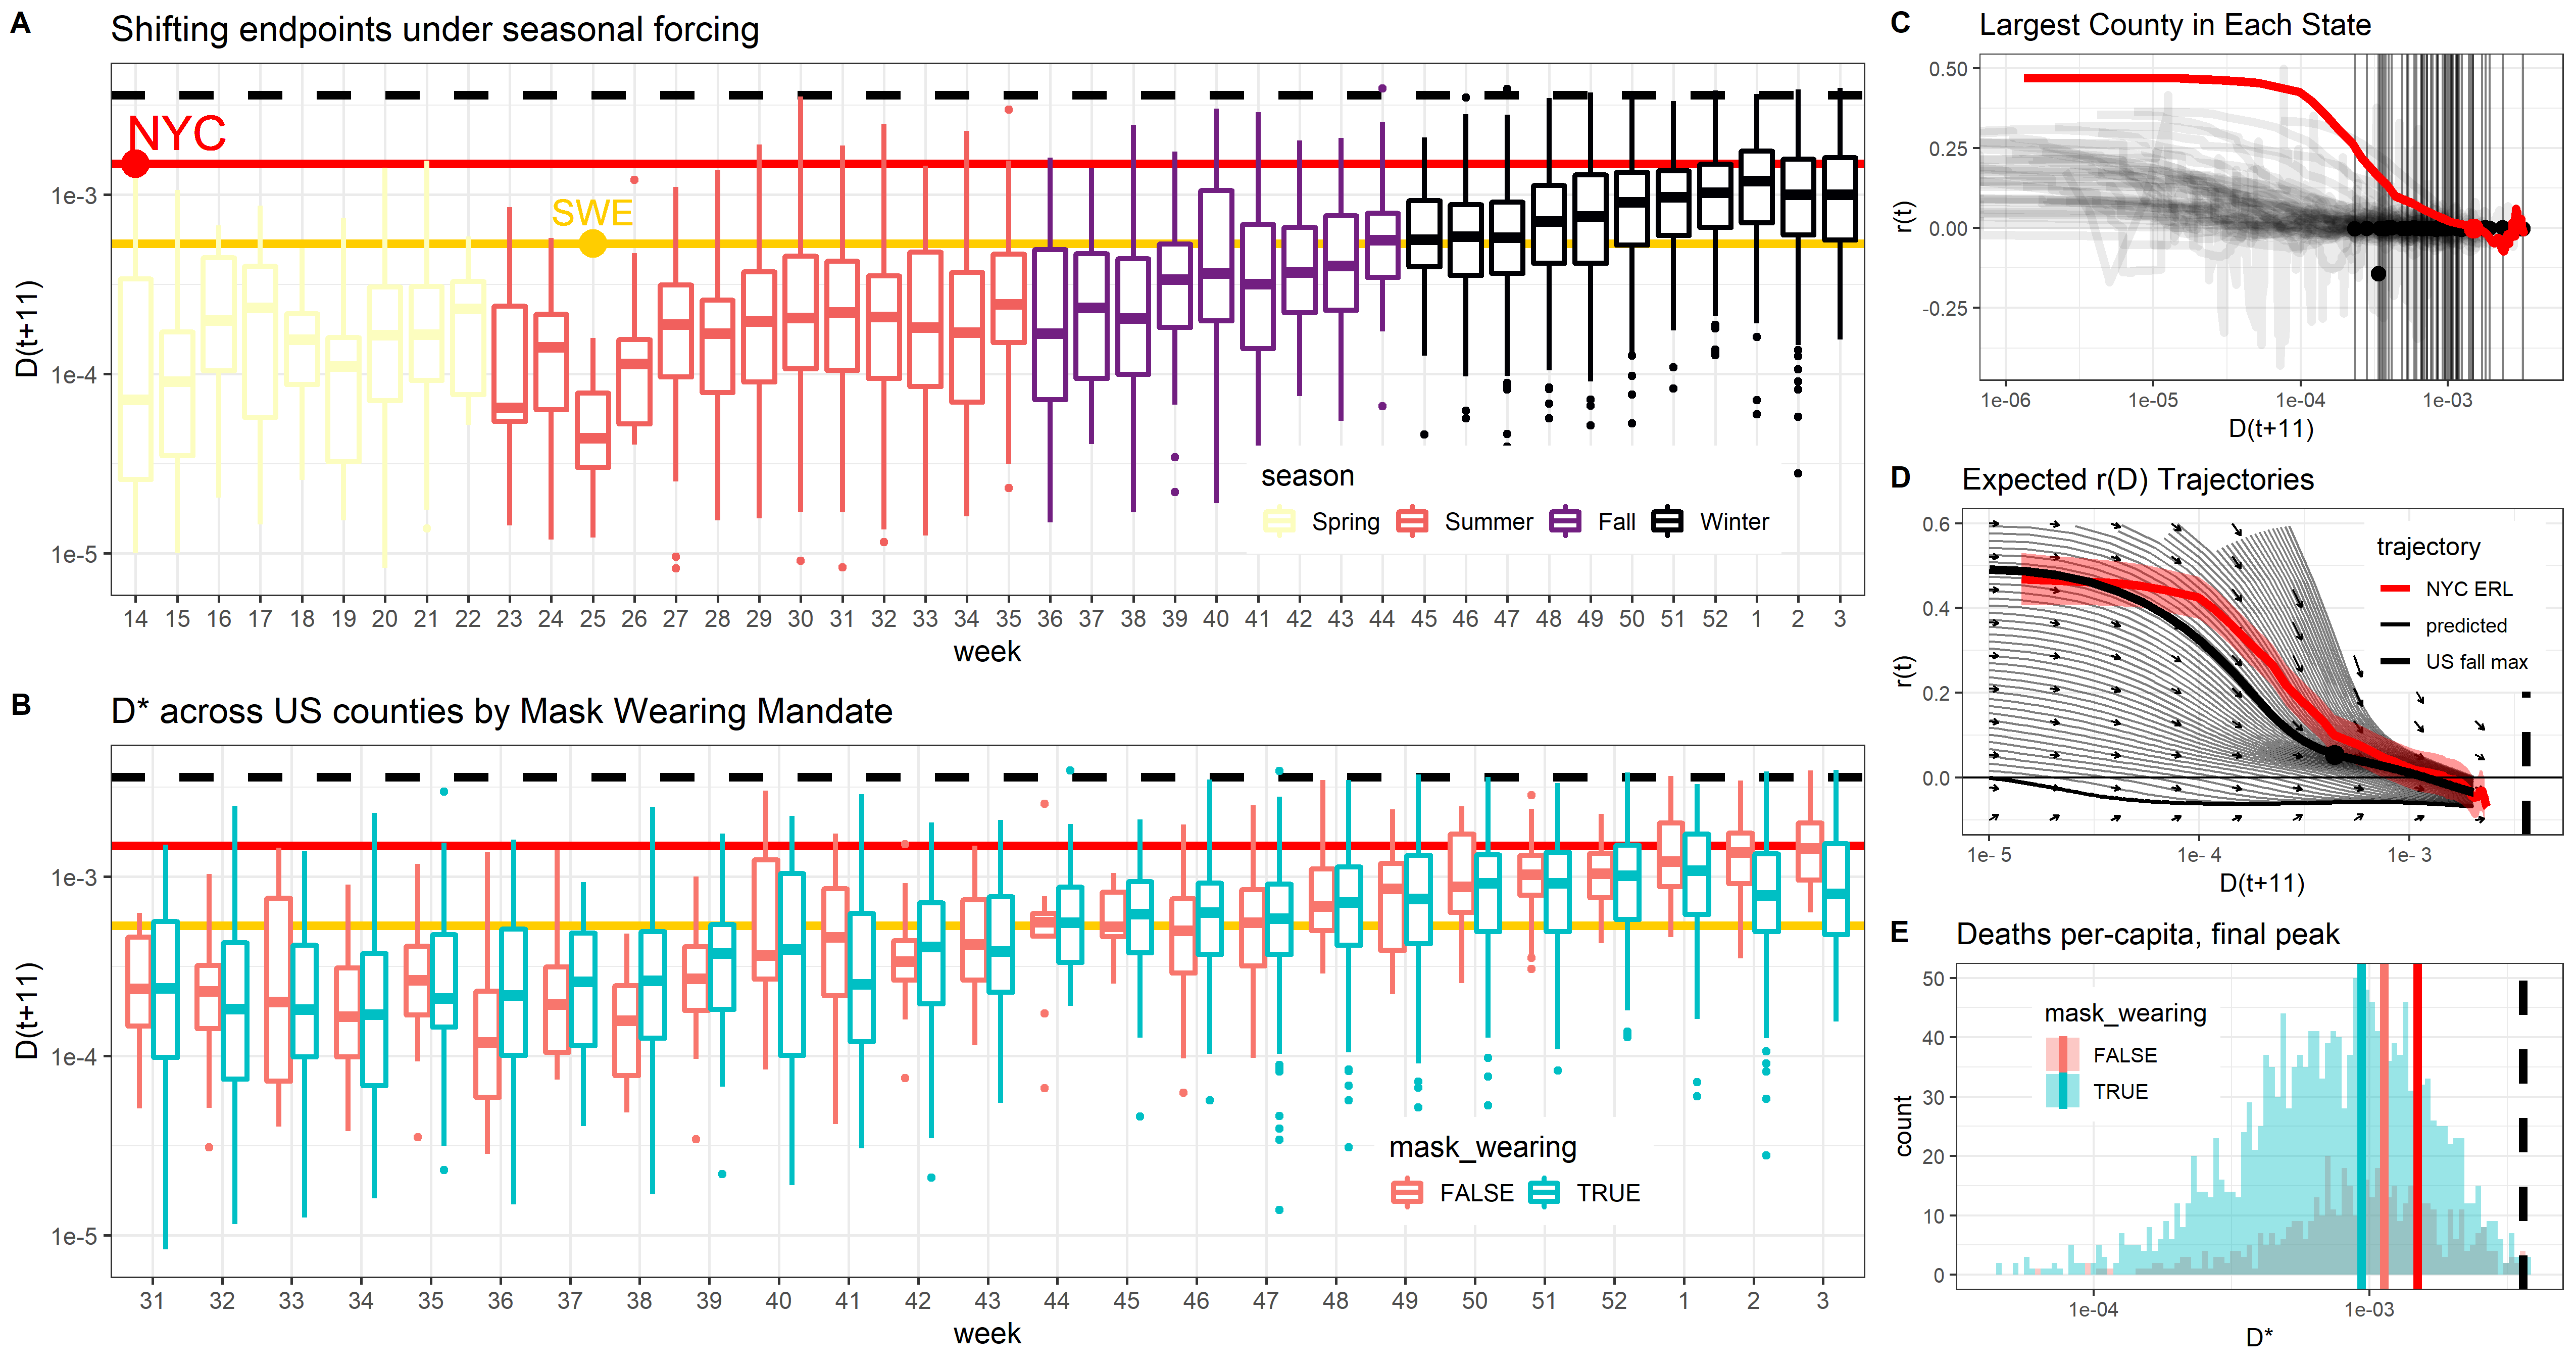 A
Shifting endpoints under seasonal forcing
D(t+11)
1e-3
1e-4
1e-5
NYC
SWE
season
Spring Summer Fall Winter
14 15 16 17 18 19 20 21 22 23 24 25 26 27 28 29 30 31 32 33 34 35 36 37 38 39 40 41 42 43 44 45 46 47 48 49 50 51 52 1 2 3
week
B
D* across US counties by Mask Wearing Mandate
D(t+11)
1e-3
1e-4
1e-5
mask_wearing
FALSE TRUE
31 32 33 34 35 36 37 38 39 40 41 42 43 44 45 46 47 48 49 50 51 52 1 2 3
week
C
Largest County in Each State
r(t)
0.50
0.25
0.00
-0.25
1e-06 1e-05 1e-04 1e-03
D(t+11)
D
Expected r(D) Trajectories
r(t)
0.6
0.4
0.2
0.0
trajectory
NYC ERL
predicted
US fall max
1e- 5 1e- 4 1e- 3
D(t+11)
E
Deaths per-capita, final peak
count
50
40
30
20
10
0
mask_wearing
FALSE
TRUE
1e-04 1e-03
D*